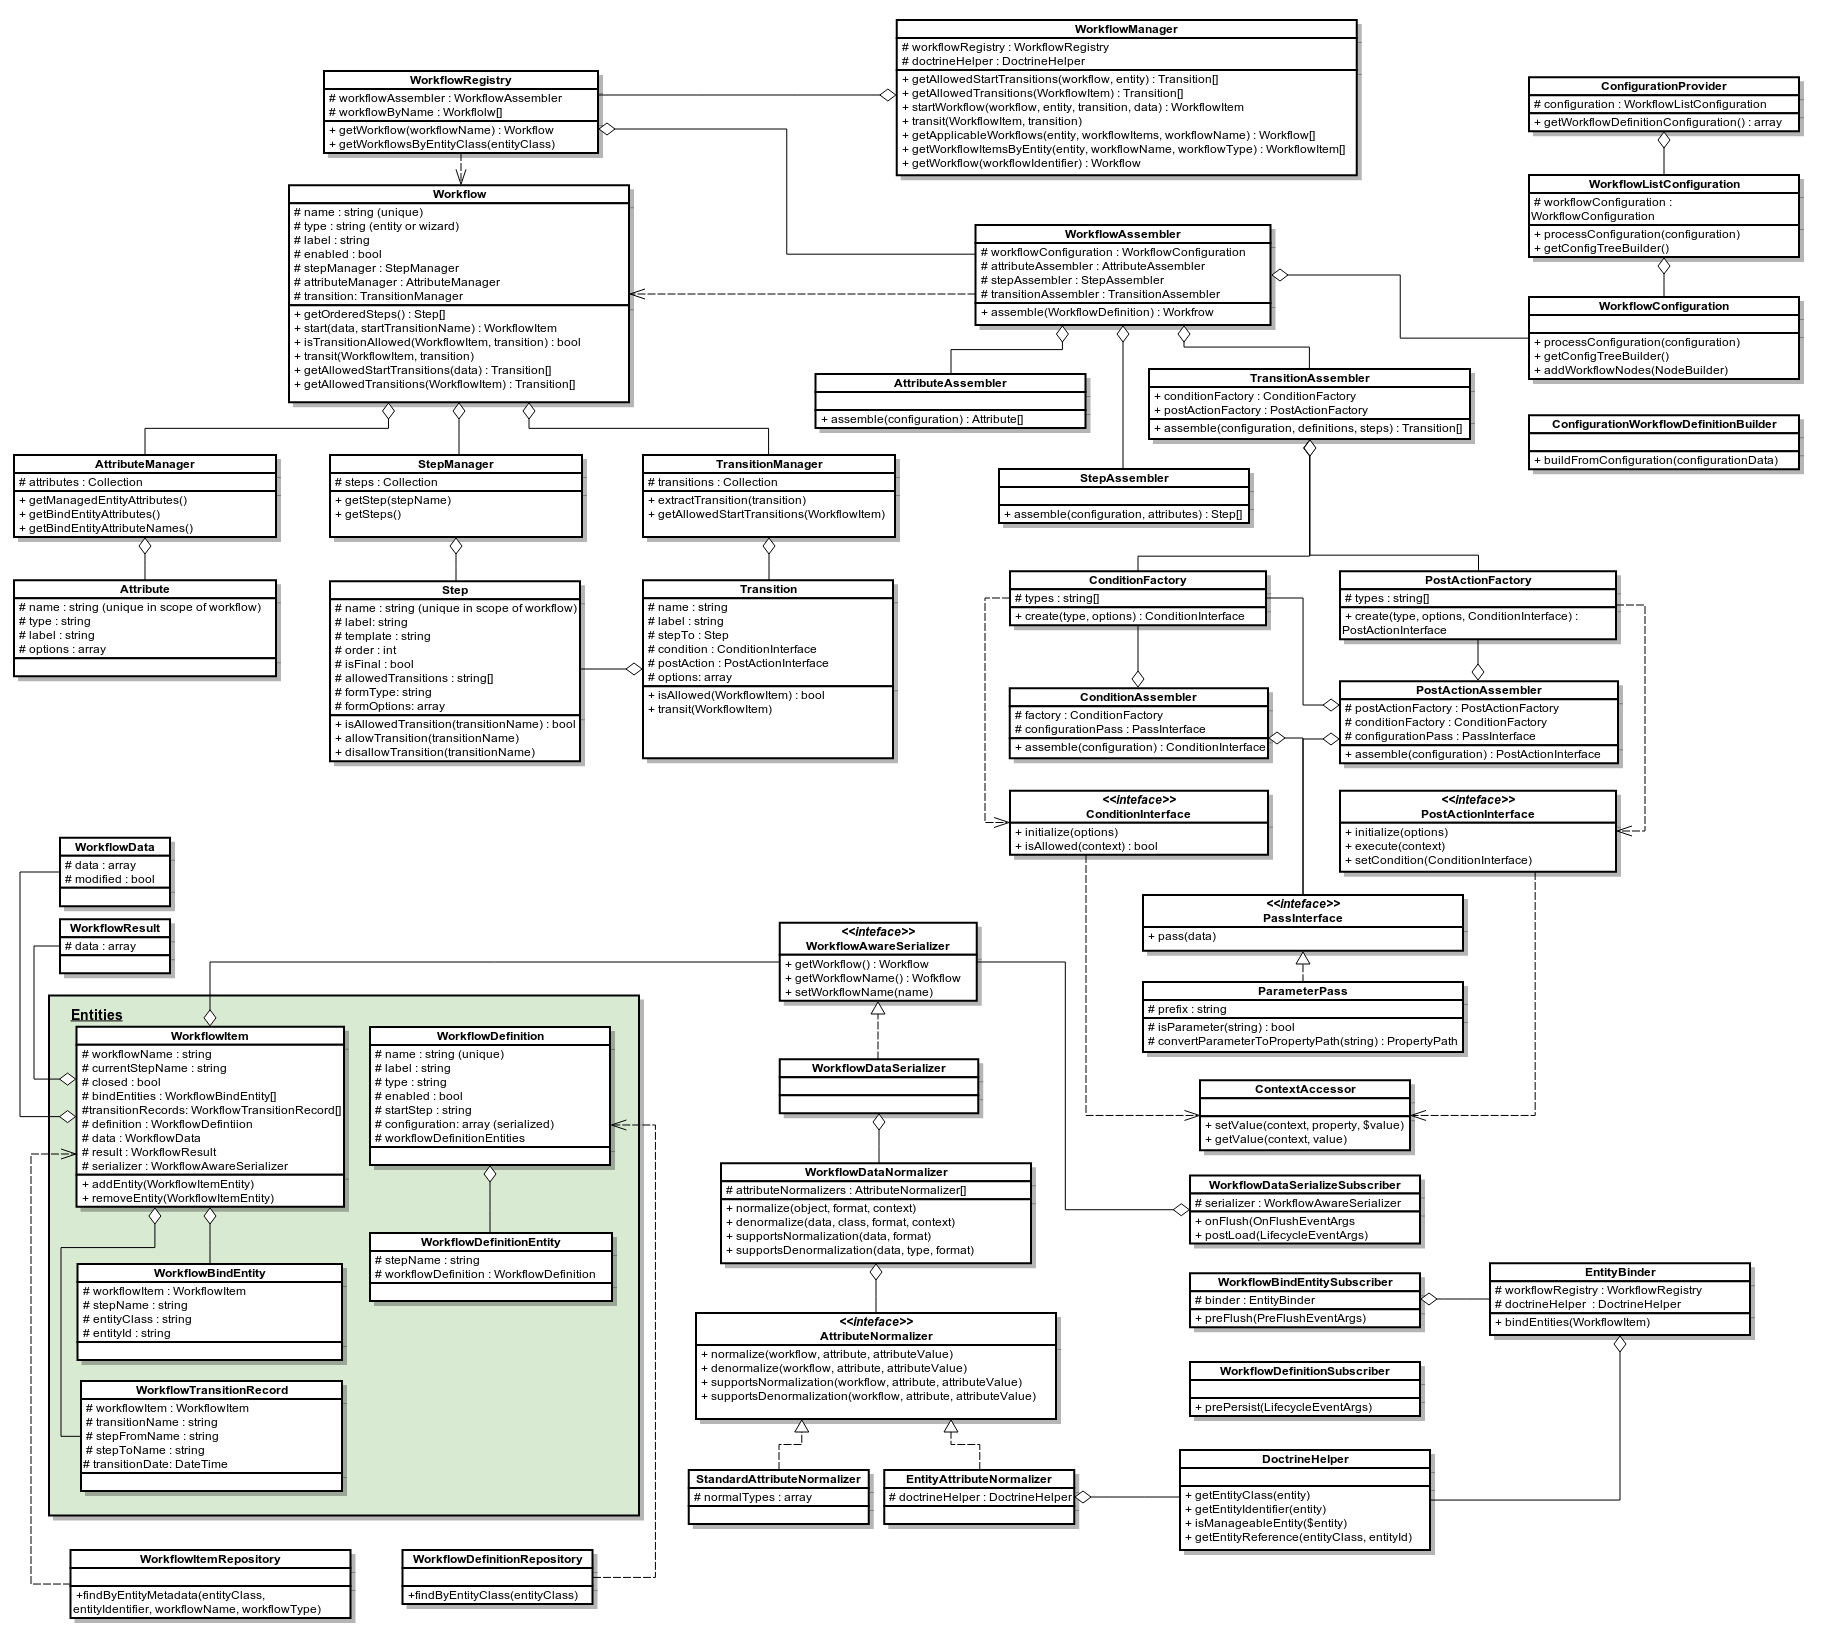 WorkflowManager
# workflowRegistry : WorkflowRegistry
# doctrineHelper : DoctrineHelper
+ getAllowedStartTransitions(workflow, entity) : Transition[]
+ getAllowedTransitions(WorkflowItem) : Transition[]
+ startWorkflow(workflow, entity, transition, data) : WorkflowItem
+ transit(WorkflowItem, transition)
+ getApplicableWorkflows(entity, workflowItems, workflowName) : Workflow[]
+ getWorkflowItemsByEntity(entity, workflowName, workflowType) : WorkflowItem[]
+ getWorkflow(workflowIdentifier) : Workflow
WorkflowRegistry
# workflowAssembler : WorkflowAssembler
# workflowByName : Workflolw[]
+ getWorkflow(workflowName) : Workflow
+ getWorkflowsByEntityClass(entityClass)
ConfigurationProvider
# configuration : WorkflowListConfiguration
+ getWorkflowDefinitionConfiguration() : array
WorkflowListConfiguration
# workflowConfiguration :
WorkflowConfiguration
+ processConfiguration(configuration)
+ getConfigTreeBuilder()
Workflow
# name : string (unique)
# type : string (entity or wizard)
# label : string
# enabled : bool
# stepManager : StepManager
# attributeManager : AttributeManager
# transition: TransitionManager
+ getOrderedSteps() : Step[]
+ start(data, startTransitionName) : WorkflowItem
+ isTransitionAllowed(WorkflowItem, transition) : bool
+ transit(WorkflowItem, transition)
+ getAllowedStartTransitions(data) : Transition[]
+ getAllowedTransitions(WorkflowItem) : Transition[]
WorkflowAssembler
# workflowConfiguration : WorkflowConfiguration
# attributeAssembler : AttributeAssembler
# stepAssembler : StepAssembler
# transitionAssembler : TransitionAssembler
+ assemble(WorkflowDefinition) : Workfrow
WorkflowConfiguration
+ processConfiguration(configuration)
+ getConfigTreeBuilder()
+ addWorkflowNodes(NodeBuilder)
AttributeAssembler
+ assemble(configuration) : Attribute[]
TransitionAssembler
+ conditionFactory : ConditionFactory
+ postActionFactory : PostActionFactory
+ assemble(configuration, definitions, steps) : Transition[]
ConfigurationWorkflowDefinitionBuilder
+ buildFromConfiguration(configurationData)
AttributeManager
# attributes : Collection
+ getManagedEntityAttributes()
+ getBindEntityAttributes()
+ getBindEntityAttributeNames()
StepManager
# steps : Collection
+ getStep(stepName)
+ getSteps()
TransitionManager
# transitions : Collection
+ extractTransition(transition)
+ getAllowedStartTransitions(WorkflowItem)
StepAssembler
+ assemble(configuration, attributes) : Step[]
Attribute
# name : string (unique in scope of workflow)
# type : string
# label : string
# options : array
Step
# name : string (unique in scope of workflow)
# label: string
# template : string
# order : int
# isFinal : bool
# allowedTransitions : string[]
# formType: string
# formOptions: array
+ isAllowedTransition(transitionName) : bool
+ allowTransition(transitionName)
+ disallowTransition(transitionName)
Transition
# name : string
# label : string
# stepTo : Step
# condition : ConditionInterface
# postAction : PostActionInterface
# options: array
+ isAllowed(WorkflowItem) : bool
+ transit(WorkflowItem)
ConditionFactory
# types : string[]
+ create(type, options) : ConditionInterface
PostActionFactory
# types : string[]
+ create(type, options, ConditionInterface) :
PostActionInterface
ConditionAssembler
# factory : ConditionFactory
# configurationPass : PassInterface
+ assemble(configuration) : ConditionInterface
PostActionAssembler
# postActionFactory : PostActionFactory
# conditionFactory : ConditionFactory
# configurationPass : PassInterface
+ assemble(configuration) : PostActionInterface
<<inteface>>
ConditionInterface
+ initialize(options)
+ isAllowed(context) : bool
<<inteface>>
PostActionInterface
+ initialize(options)
+ execute(context)
+ setCondition(ConditionInterface)
WorkflowData
# data : array
# modified : bool
WorkflowResult
# data : array
<<inteface>>
PassInterface
+ pass(data)
ParameterPass
# prefix : string
# isParameter(string) : bool
# convertParameterToPropertyPath(string) : PropertyPath
<<inteface>>
WorkflowAwareSerializer
+ getWorkflow() : Workflow
+ getWorkflowName() : Wofkflow
+ setWorkflowName(name)
Entities
WorkflowItem
# workflowName : string
# currentStepName : string
# closed : bool
# bindEntities : WorkflowBindEntity[]
#transitionRecords: WorkflowTransitionRecord[]
# definition : WorkflowDefintiion
# data : WorkflowData
# result : WorkflowResult
# serializer : WorkflowAwareSerializer
+ addEntity(WorkflowItemEntity)
+ removeEntity(WorkflowItemEntity)
WorkflowDefinition
# name : string (unique)
# label : string
# type : string
# enabled : bool
# startStep : string
# configuration: array (serialized)
# workflowDefinitionEntities
WorkflowDataSerializer
ContextAccessor
+ setValue(context, property, $value)
+ getValue(context, value)
WorkflowDataNormalizer
# attributeNormalizers : AttributeNormalizer[]
+ normalize(object, format, context)
+ denormalize(data, class, format, context)
+ supportsNormalization(data, format)
+ supportsDenormalization(data, type, format)
WorkflowDataSerializeSubscriber
# serializer : WorkflowAwareSerializer
+ onFlush(OnFlushEventArgs
+ postLoad(LifecycleEventArgs)
WorkflowDefinitionEntity
# stepName : string
# workflowDefinition : WorkflowDefinition
WorkflowBindEntity
# workflowItem : WorkflowItem
# stepName : string
# entityClass : string
# entityId : string
WorkflowBindEntitySubscriber
# binder : EntityBinder
+ preFlush(PreFlushEventArgs)
EntityBinder
# workflowRegistry : WorkflowRegistry
# doctrineHelper : DoctrineHelper
+ bindEntities(WorkflowItem)
<<inteface>>
AttributeNormalizer
+ normalize(workflow, attribute, attributeValue)
+ denormalize(workflow, attribute, attributeValue)
+ supportsNormalization(workflow, attribute, attributeValue)
+ supportsDenormalization(workflow, attribute, attributeValue)
WorkflowDefinitionSubscriber
+ prePersist(LifecycleEventArgs)
WorkflowTransitionRecord
# workflowItem : WorkflowItem
# transitionName : string
# stepFromName : string
# stepToName : string
# transitionDate: DateTime
StandardAttributeNormalizer
# normalTypes : array
EntityAttributeNormalizer
# doctrineHelper : DoctrineHelper
DoctrineHelper
+ getEntityClass(entity)
+ getEntityIdentifier(entity)
+ isManageableEntity($entity)
+ getEntityReference(entityClass, entityId)
WorkflowItemRepository
+findByEntityMetadata(entityClass,
entityIdentifier, workflowName, workflowType)
WorkflowDefinitionRepository
+findByEntityClass(entityClass)